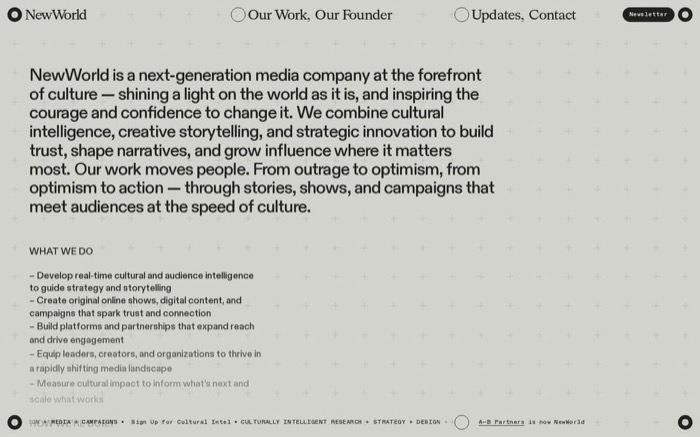 NewWorld
Our Work, Our Founder
Updates, Contact
Newsletter
NewWorld is a next-generation media company at the forefront
of culture — shining a light on the world as it is, and inspiring the
courage and confidence to change it. We combine cultural
intelligence, creative storytelling, and strategic innovation to build
trust, shape narratives, and grow influence where it matters
most. Our work moves people. From outrage to optimism, from
optimism to action — through stories, shows, and campaigns that
meet audiences at the speed of culture.
WHAT WE DO
– Develop real-time cultural and audience intelligence
to guide strategy and storytelling
– Create original online shows, digital content, and
campaigns that spark trust and connection
– Build platforms and partnerships that expand reach
and drive engagement
– Equip leaders, creators, and organizations to thrive in
a rapidly shifting media landscape
– Measure cultural impact to inform what's next and
scale what works
MEDIA + CAMPAIGNS • Sign Up for Cultural Intel • CULTURALLY INTELLIGENT RESEARCH + STRATEGY + DESIGN
A—B Partners is now NewWorld